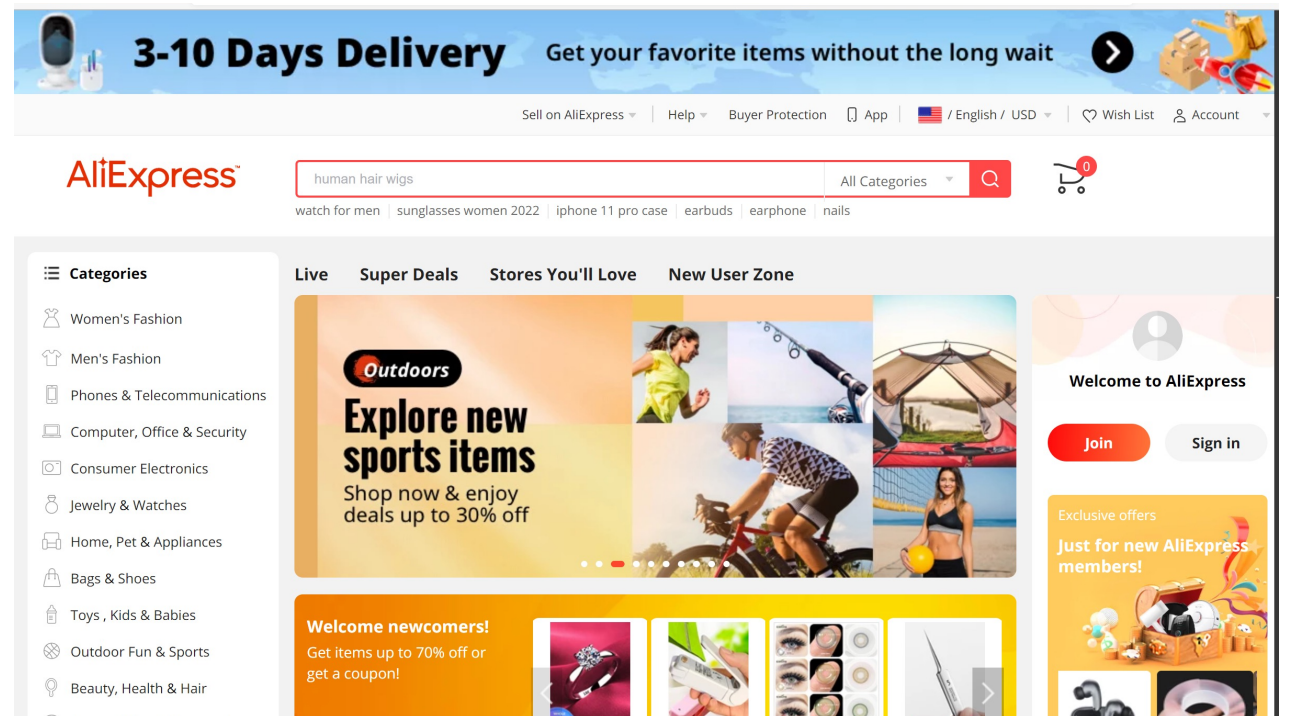 3-10 Days Delivery
Get your favorite items without the long wait
Sell on AliExpress
Help
Buyer Protection
App
/ English / USD
Wish List
Account
AliExpress™
human hair wigs
All Categories
0
watch for men
sunglasses women 2022
iphone 11 pro case
earbuds
earphone
nails
Categories
Women's Fashion
Men's Fashion
Phones & Telecommunications
Computer, Office & Security
Consumer Electronics
Jewelry & Watches
Home, Pet & Appliances
Bags & Shoes
Toys , Kids & Babies
Outdoor Fun & Sports
Beauty, Health & Hair
Live
Super Deals
Stores You'll Love
New User Zone
Outdoors
Explore new
sports items
Shop now & enjoy
deals up to 30% off
Welcome newcomers!
Get items up to 70% off or
get a coupon!
Welcome to AliExpress
Join
Sign in
Exclusive offers
Just for new AliExpress
members!